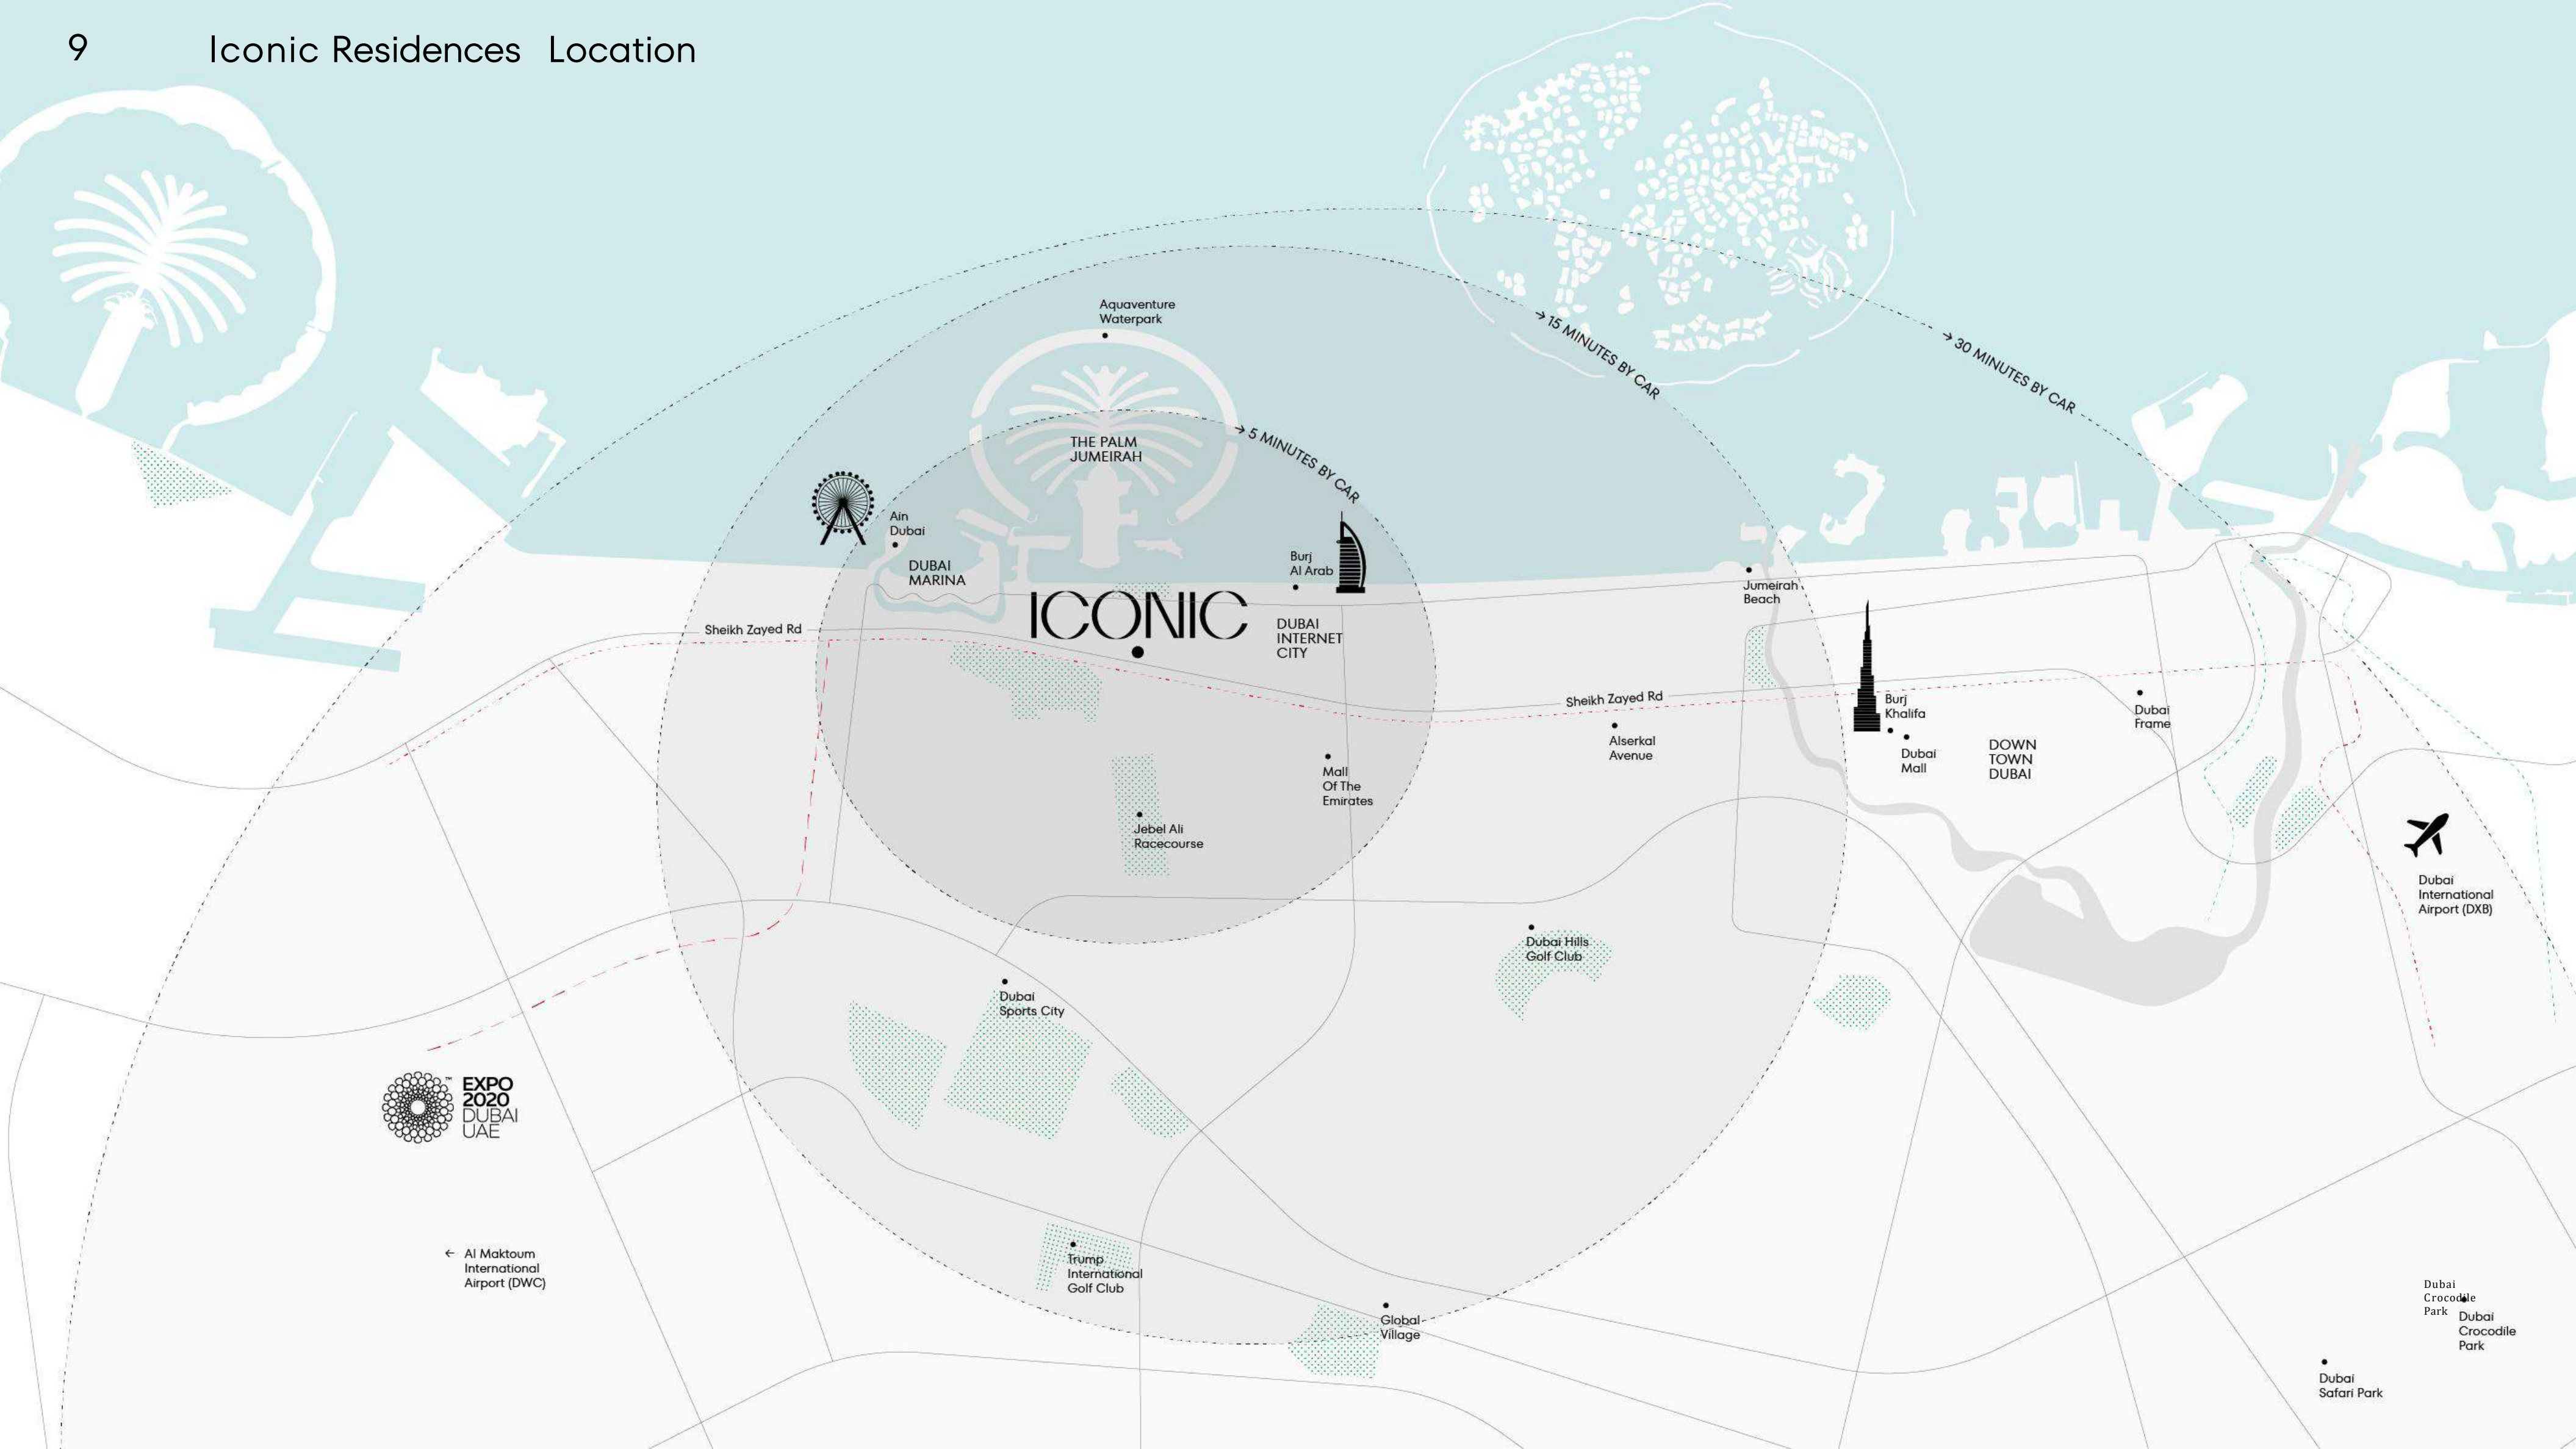 9
Iconic Residences Location
Aquaventure
Waterpark
→ 15 MINUTES BY CAR
→ 30 MINUTES BY CAR
THE PALM
JUMEIRAH
→ 5 MINUTES BY CAR
Ain
Dubai
DUBAI
MARINA
Burj
Al Arab
Jumeirah
Beach
ICONIC
Sheikh Zayed Rd
DUBAI
INTERNET
CITY
Sheikh Zayed Rd
Burj
Khalifa
Dubai
Frame
Alserkal
Avenue
Dubai
Mall
DOWN
TOWN
DUBAI
Mall
Of The
Emirates
Jebel Ali
Racecourse
Dubai
International
Airport (DXB)
Dubai Hills
Golf Club
Dubai
Sports City
EXPO
2020
DUBAI
UAE
™
← Al Maktoum
International
Airport (DWC)
Trump
International
Golf Club
Global
Village
Dubai
Crocodile
Park
Dubai
Crocodile
Park
Dubai
Safari Park